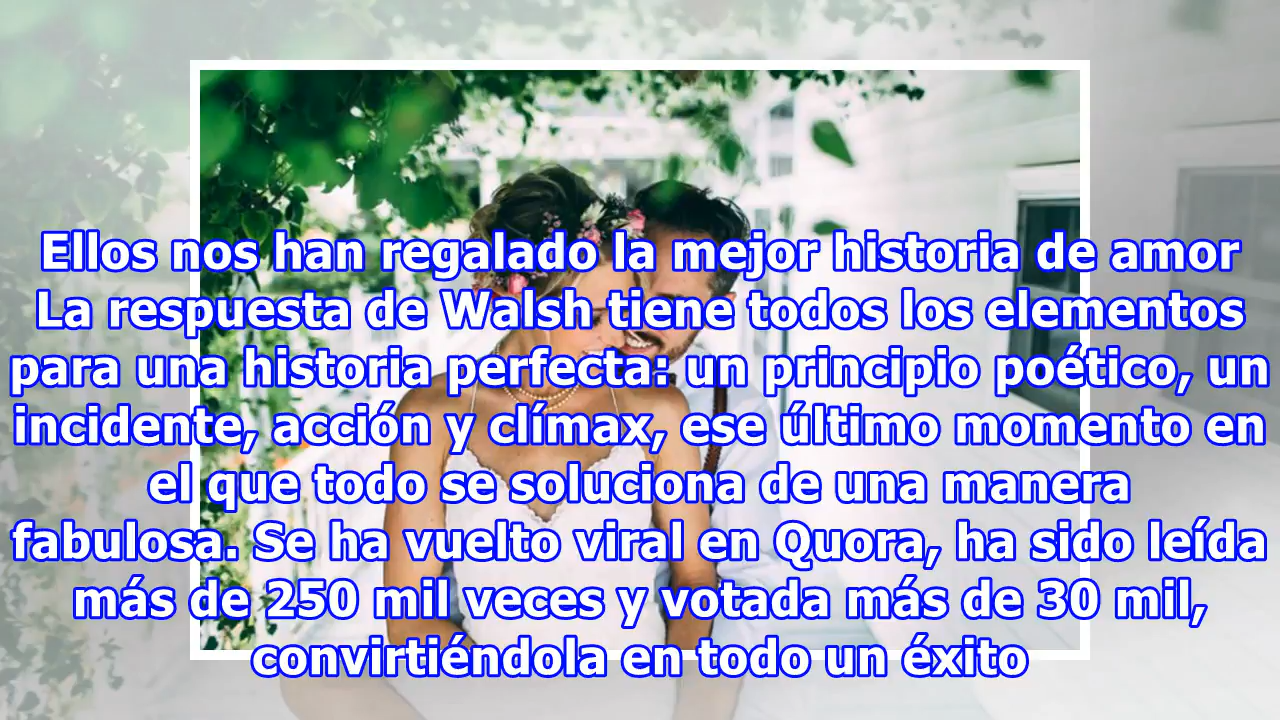 Ellos nos han regalado la mejor historia de amor
La respuesta de Walsh tiene todos los elementos
para una historia perfecta: un principio poético, un
incidente, acción y clímax, ese último momento en
el que todo se soluciona de una manera
fabulosa. Se ha vuelto viral en Quora, ha sido leída
más de 250 mil veces y votada más de 30 mil,
convirtiéndola en todo un éxito